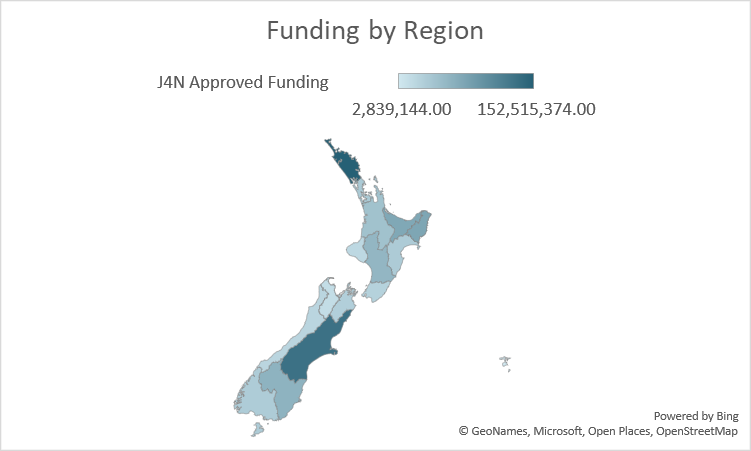 Funding by Region
J4N Approved Funding
2,839,144.00 152,515,374.00
Powered by Bing
© GeoNames, Microsoft, Open Places, OpenStreetMap